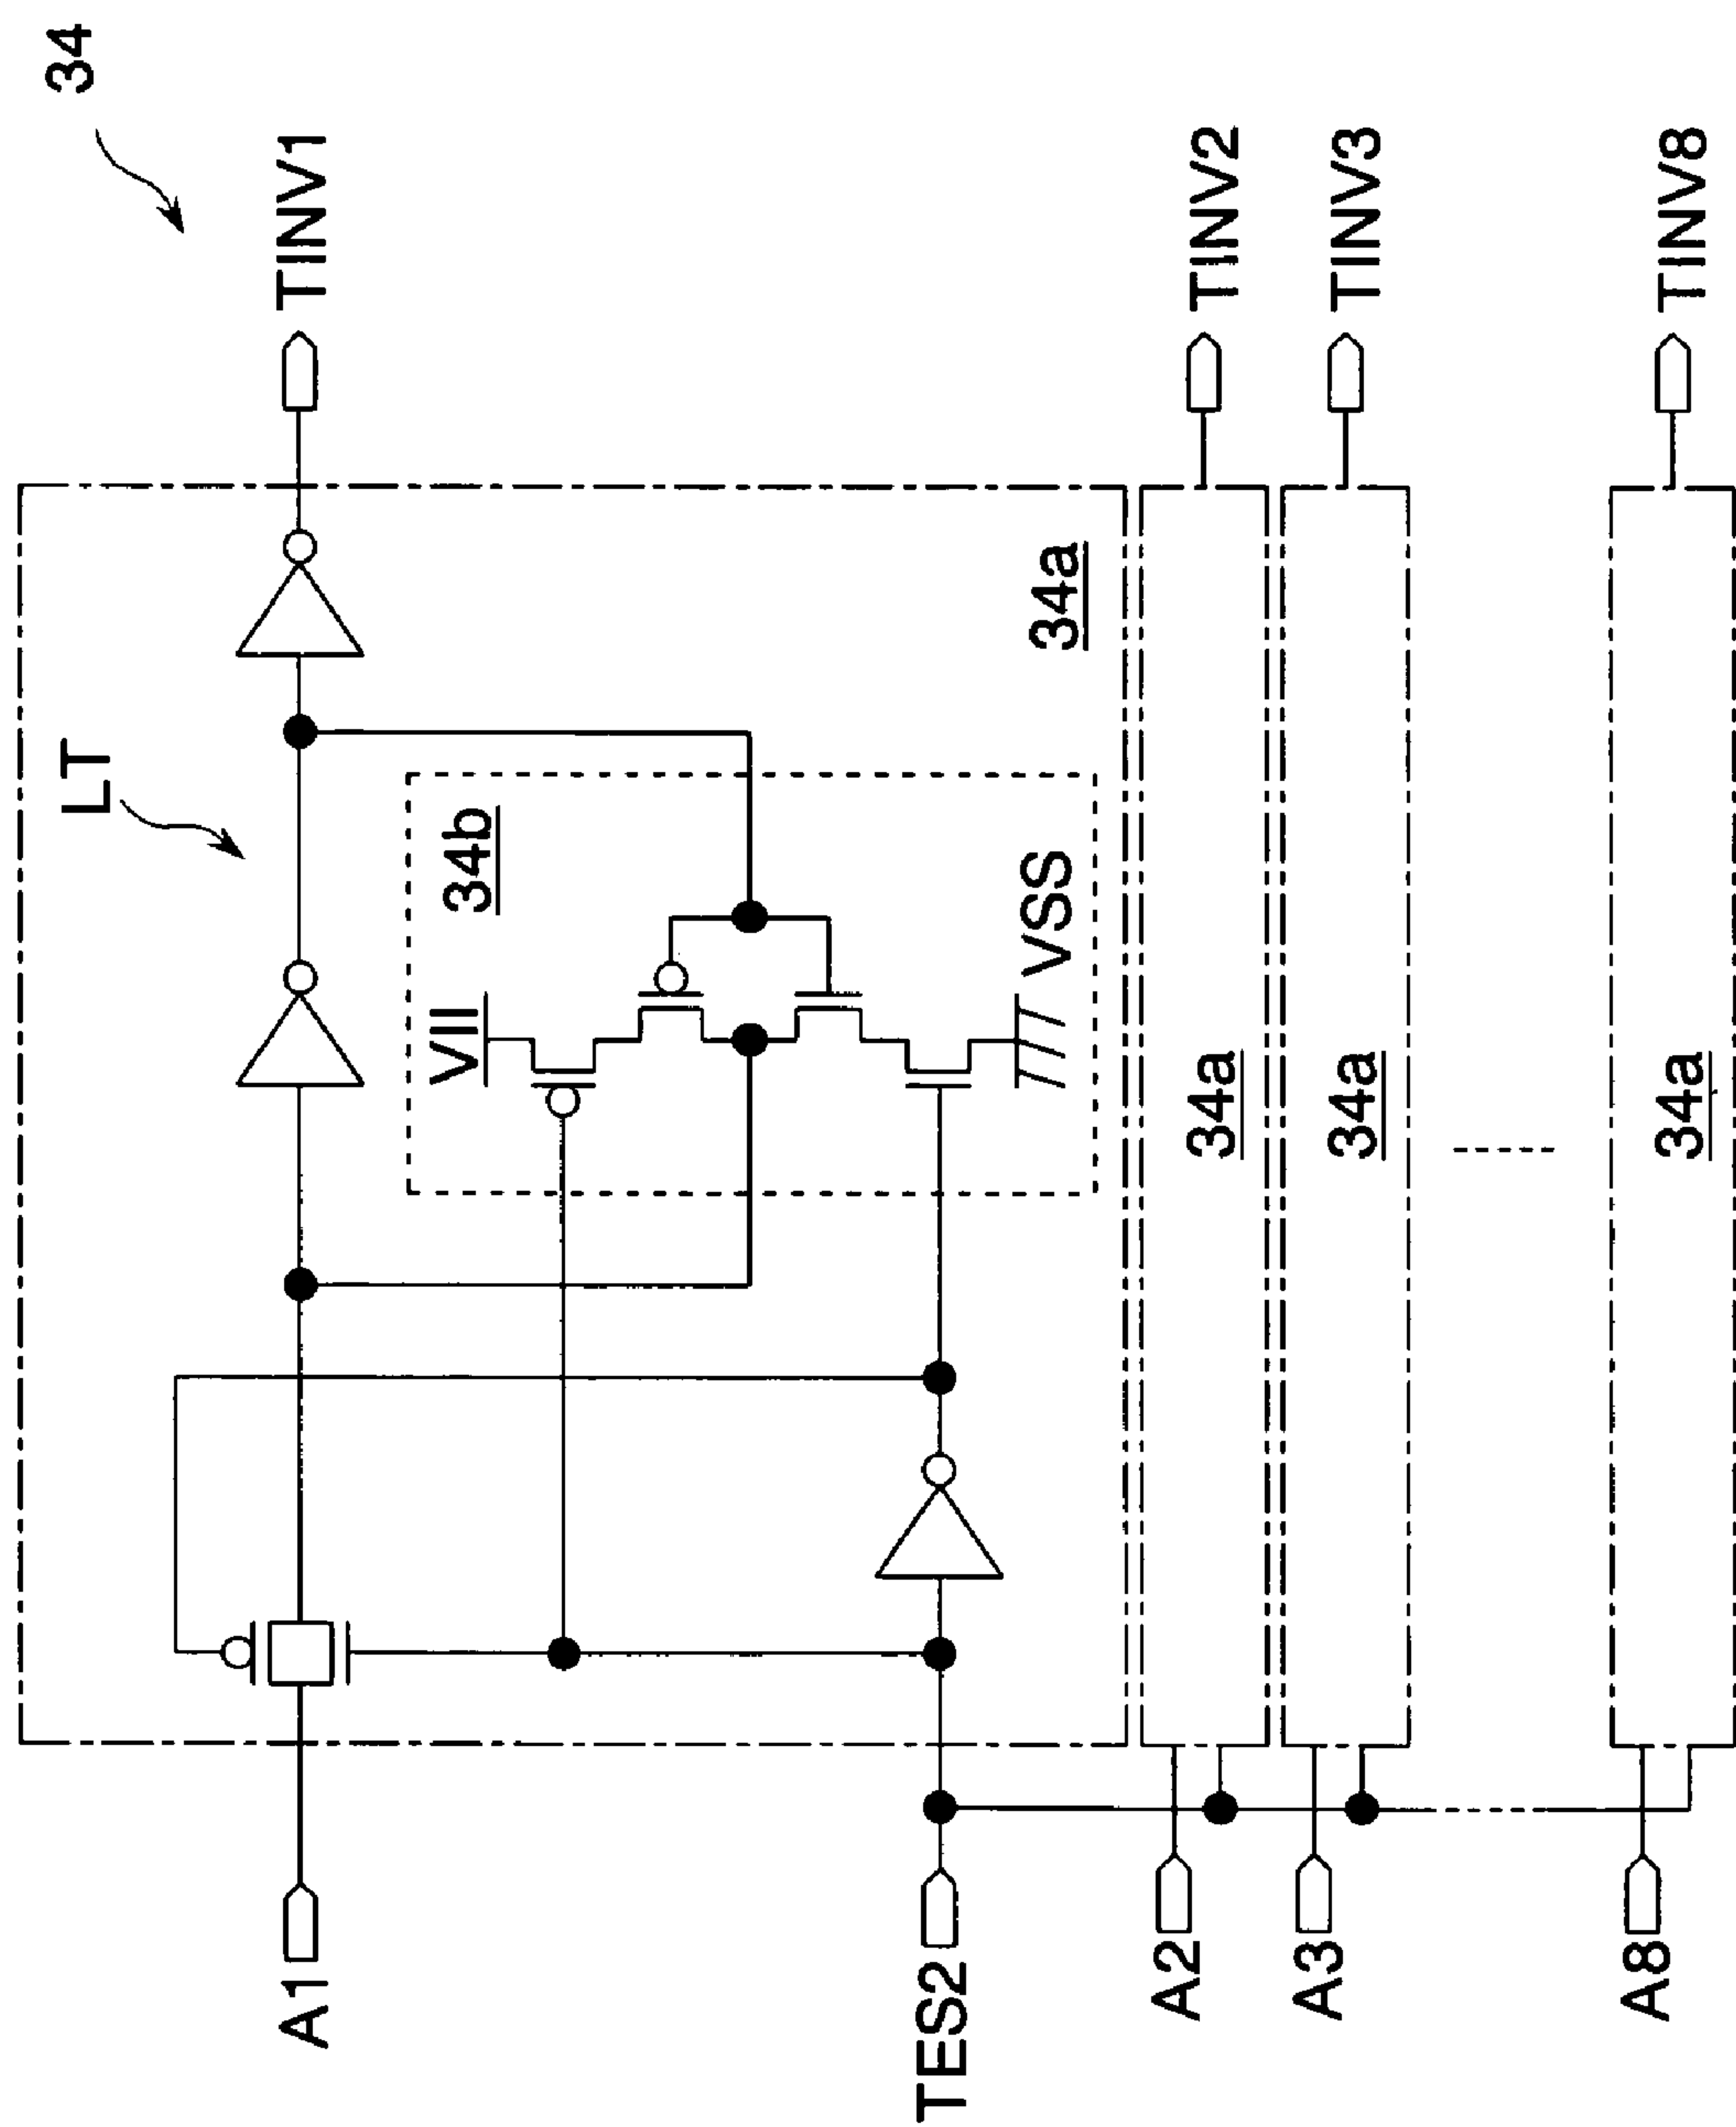 34
LT
A1
TINV1
34b
VII
VSS
34a
TES2
A2
34a
TINV2
A3
34a
TINV3
A8
34a
TINV8